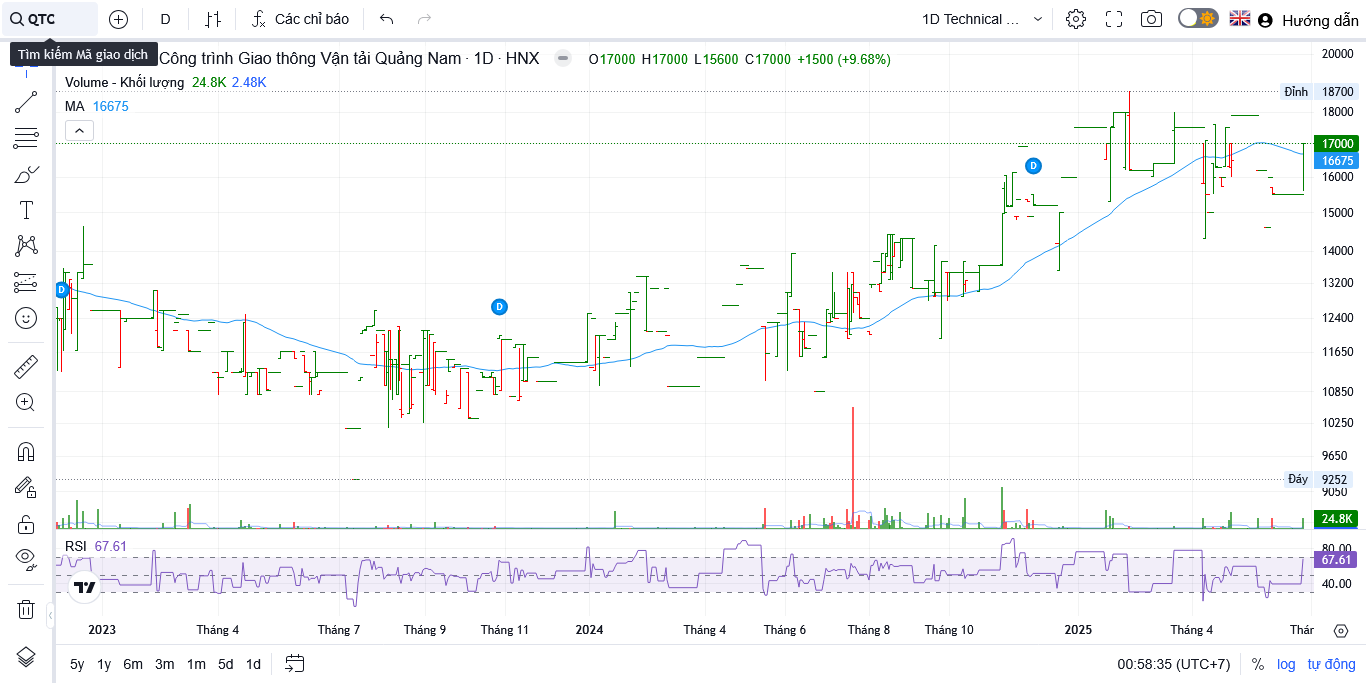 QTC
D
Các chỉ báo
1D Technical ...
Hướng dẫn
Tìm kiếm Mã giao dịch
Công trình Giao thông Vận tải Quảng Nam · 1D · HNX
O17000 H17000 L15600 C17000 +1500 (+9.68%)
Volume - Khối lượng 24.8K 2.48K
MA 16675
20000
Đỉnh 18700
18000
17000
16675
16000
15000
14000
13200
12400
11650
10850
10250
9650
Đáy 9252
9050
24.8K
D
D
D
RSI 67.61
80.00
67.61
40.00
2023 Tháng 4 Tháng 7 Tháng 9 Tháng 11 2024 Tháng 4 Tháng 6 Tháng 8 Tháng 10 2025 Tháng 4 Thár
5y 1y 6m 3m 1m 5d 1d
00:58:35 (UTC+7) % log tự động